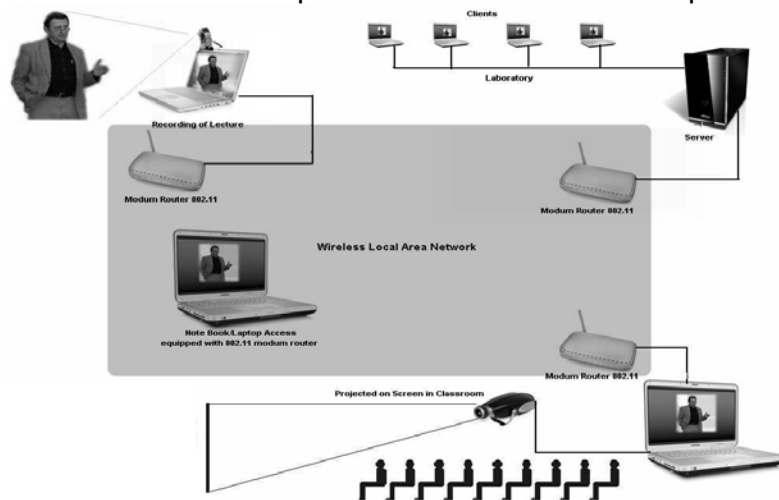 Clients
Laboratory
Recording of Lecture
Server
Modum Router 802.11
Modum Router 802.11
Wireless Local Area Network
Note Book/Laptop Access
equipped with 802.11 modum router
Modum Router 802.11
Projected on Screen in Classroom